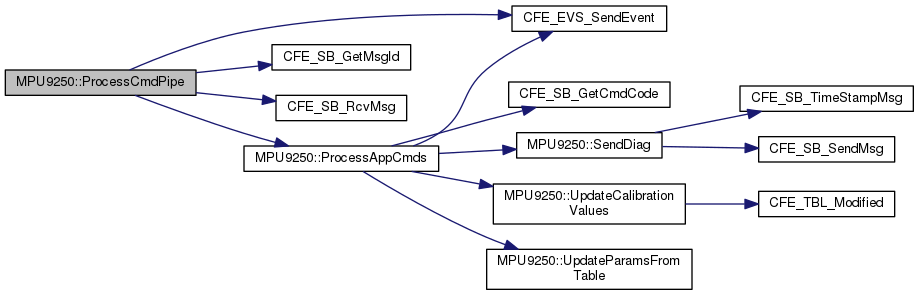 CFE_EVS_SendEvent
CFE_SB_GetMsgId
MPU9250::ProcessCmdPipe
CFE_SB_RcvMsg
CFE_SB_GetCmdCode
CFE_SB_TimeStampMsg
MPU9250::ProcessAppCmds
MPU9250::SendDiag
CFE_SB_SendMsg
MPU9250::UpdateCalibration
Values
CFE_TBL_Modified
MPU9250::UpdateParamsFrom
Table